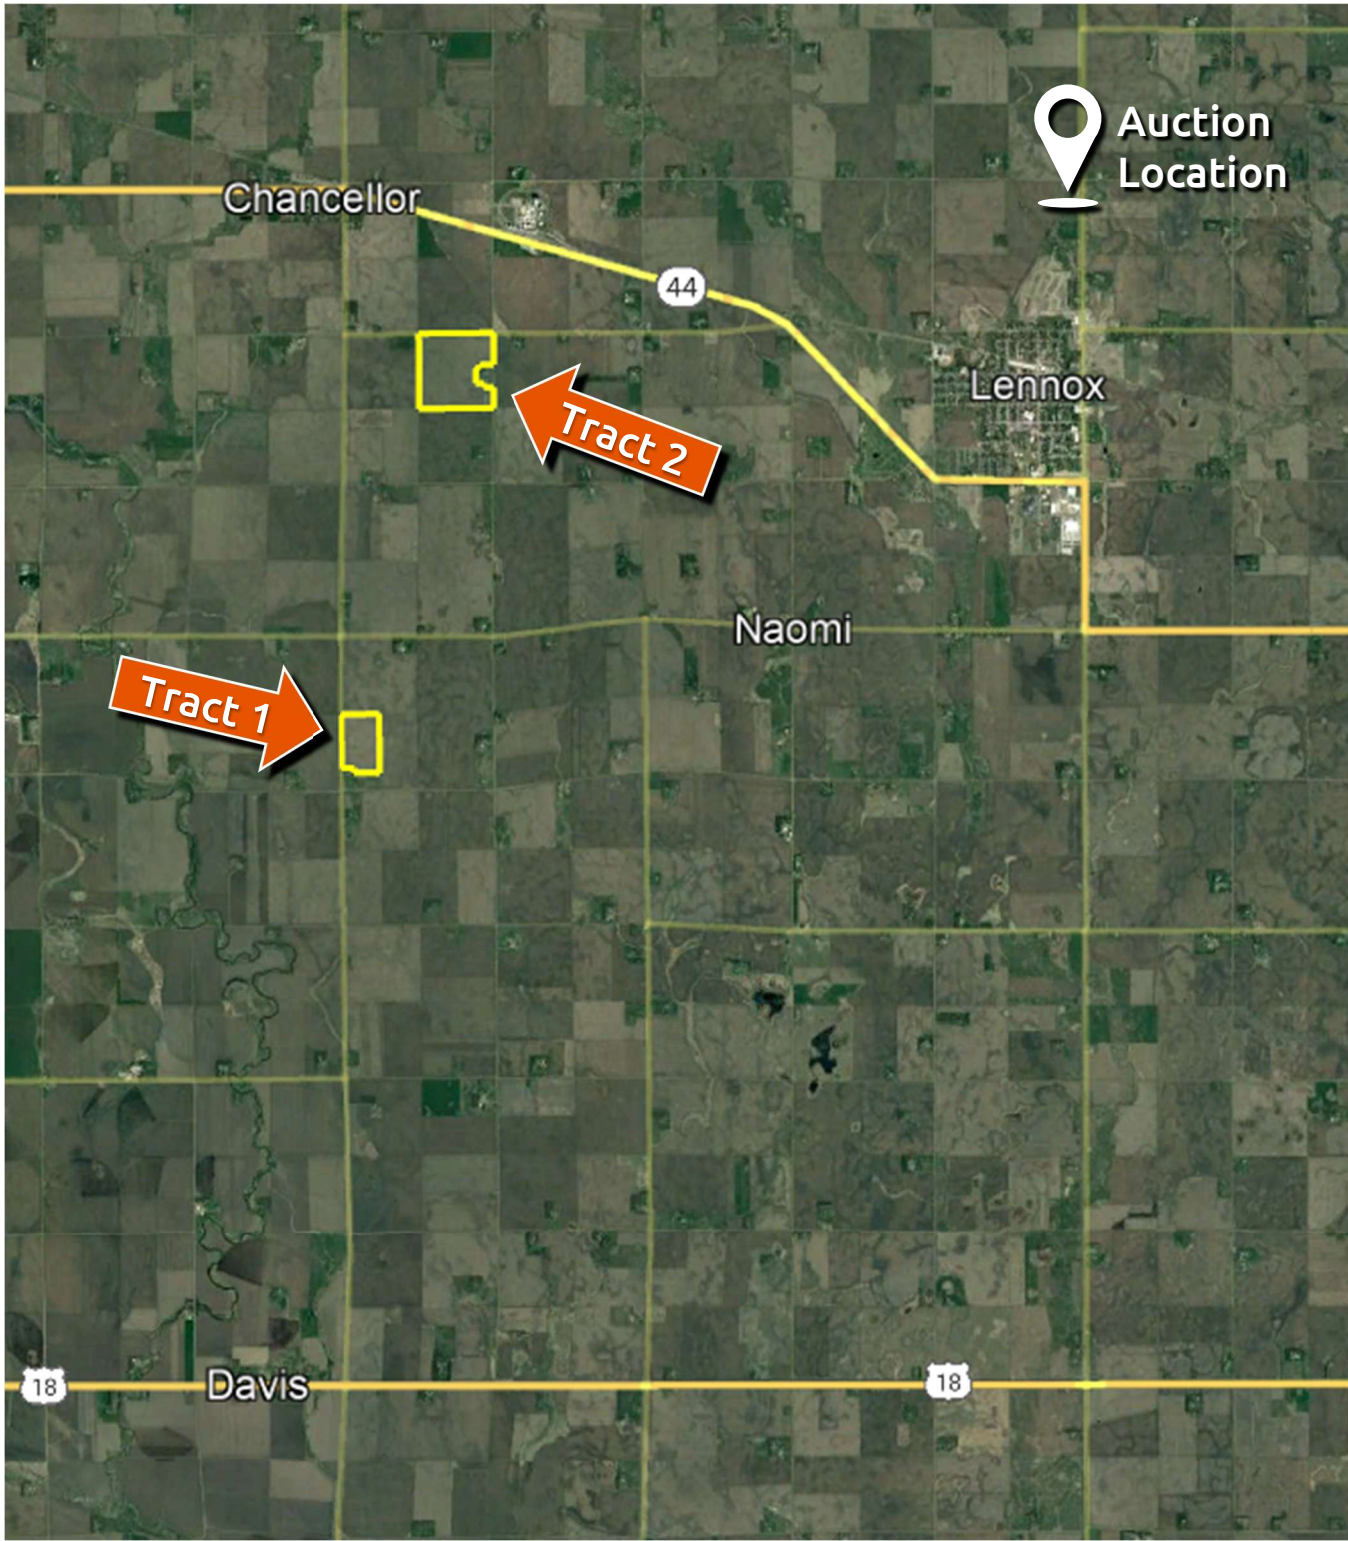 Auction
Location
Chancellor
44
Lennox
Tract 2
Naomi
Tract 1
18
Davis
18